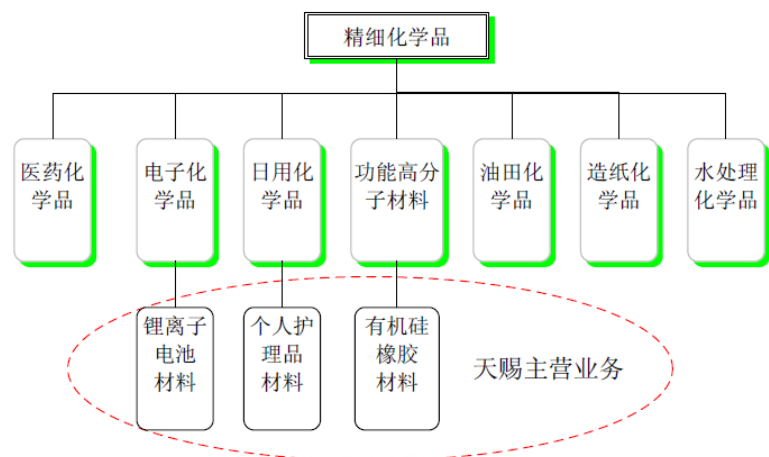 精细化学品
医药化
学品
电子化
学品
日用化
学品
功能高分
子材料
油田化
学品
造纸化
学品
水处理
化学品
锂离子
电池
材料
个人护
理品
材料
有机硅
橡胶
材料
天赐主营业务